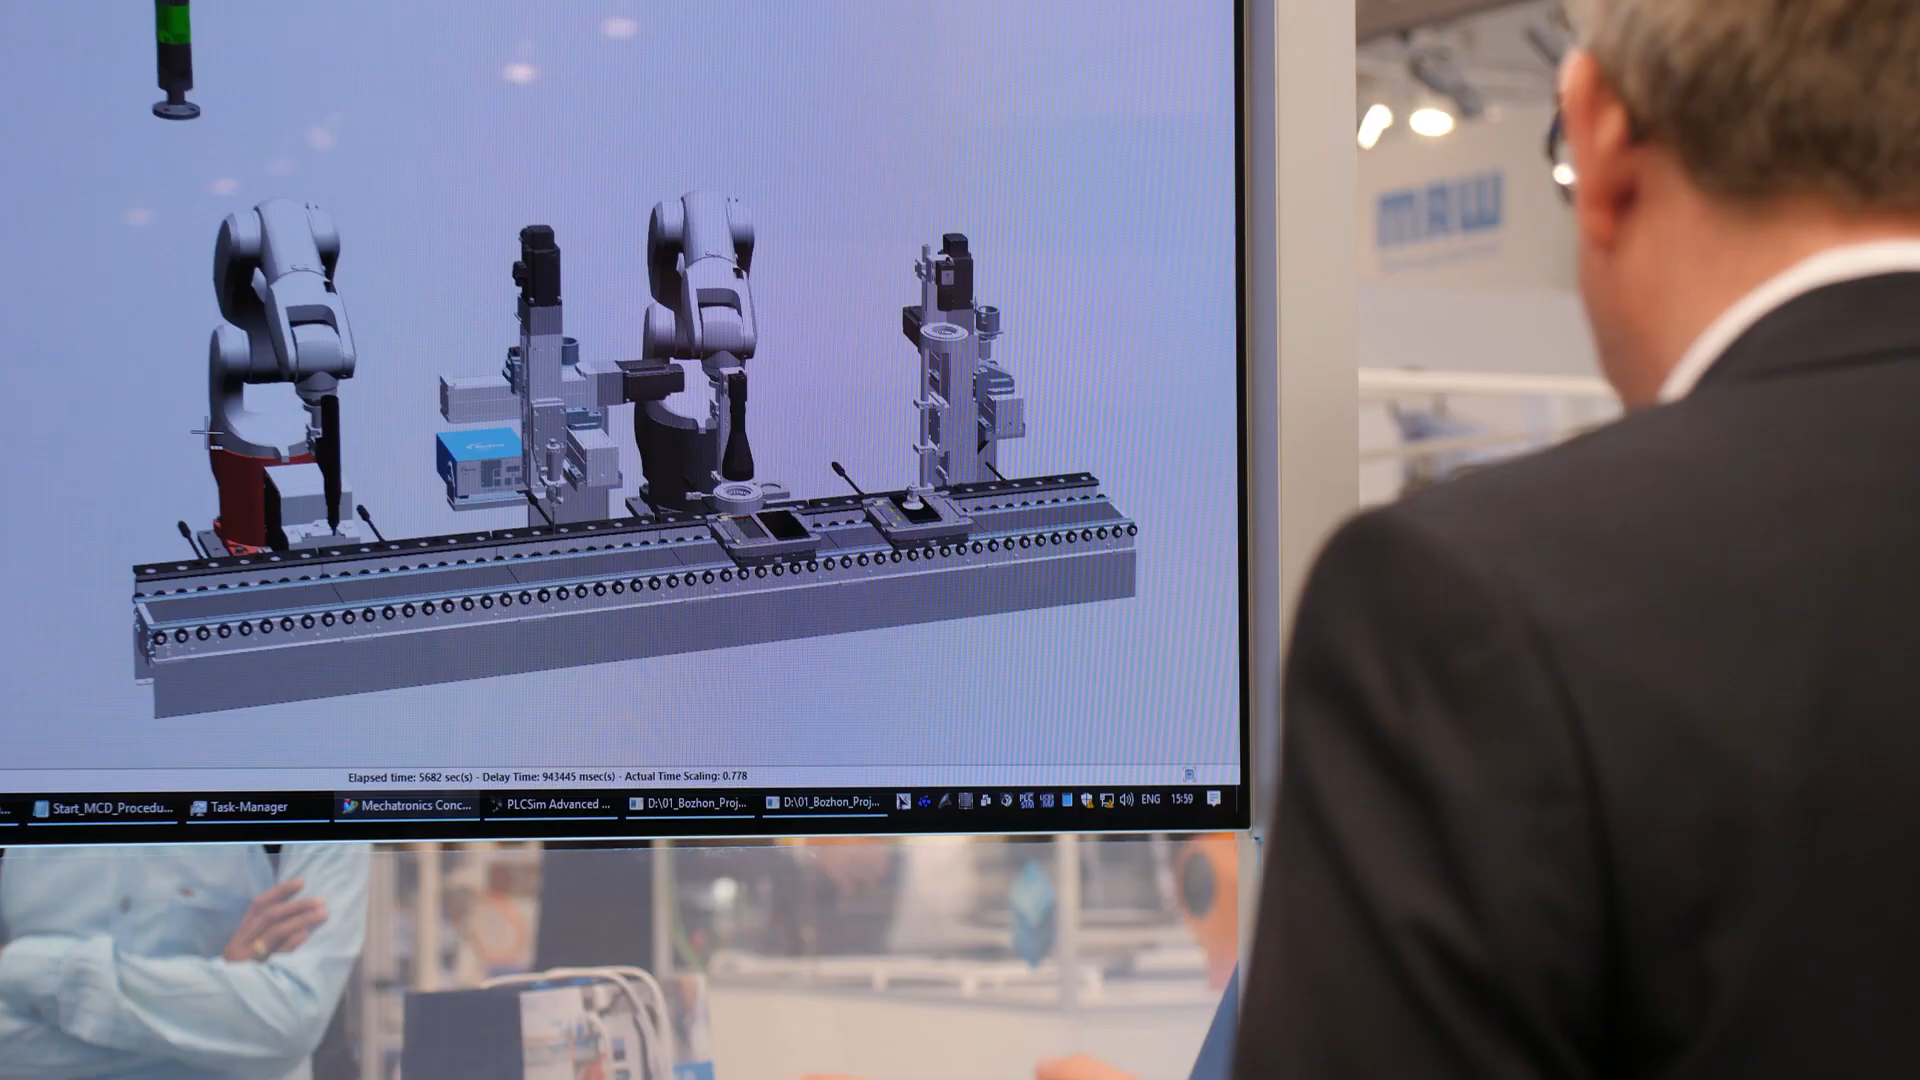 MRW
Elapsed time: 5682 sec(s) - Delay Time: 943445 msec(s) - Actual Time Scaling: 0.778
... Start_MCD_Procedu... Task-Manager Mechatronics Conc... PLCSim Advanced ... D:\01_Bozhon_Proj... D:\01_Bozhon_Proj... ENG 15:59